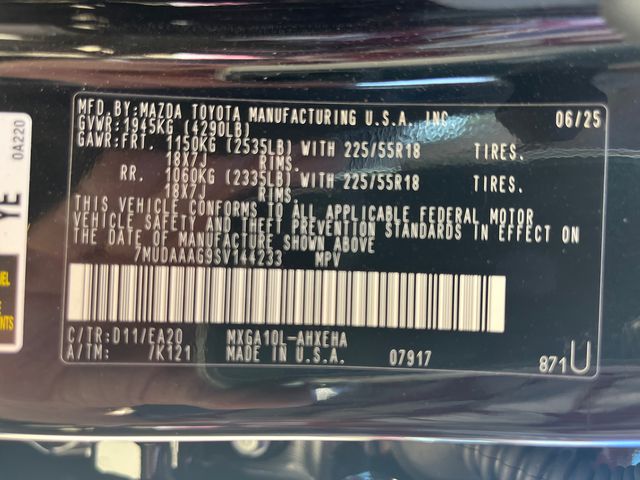 MFD.BY:MAZDA TOYOTA MANUFACTURING U.S.A. INC 06/25
GVWR: 1945KG (4290LB)
GAWR:FRT. 1150KG (2535LB) WITH 225/55R18 TIRES.
18X7J RIMS.
RR. 1060KG (2335LB) WITH 225/55R18 TIRES.
18X7J RIMS.
THIS VEHICLE CONFORMS TO ALL APPLICABLE FEDERAL MOTOR
VEHICLE SAFETY AND THEFT PREVENTION STANDARDS IN EFFECT ON
THE DATE OF MANUFACTURE SHOWN ABOVE
7MUDAAAG9SV144233 MPV
C/TR:D11/EA20 MXGA10L-AHXEHA
A/TM: 7K121 MADE IN U.S.A. 07917 871U
0A220
YE